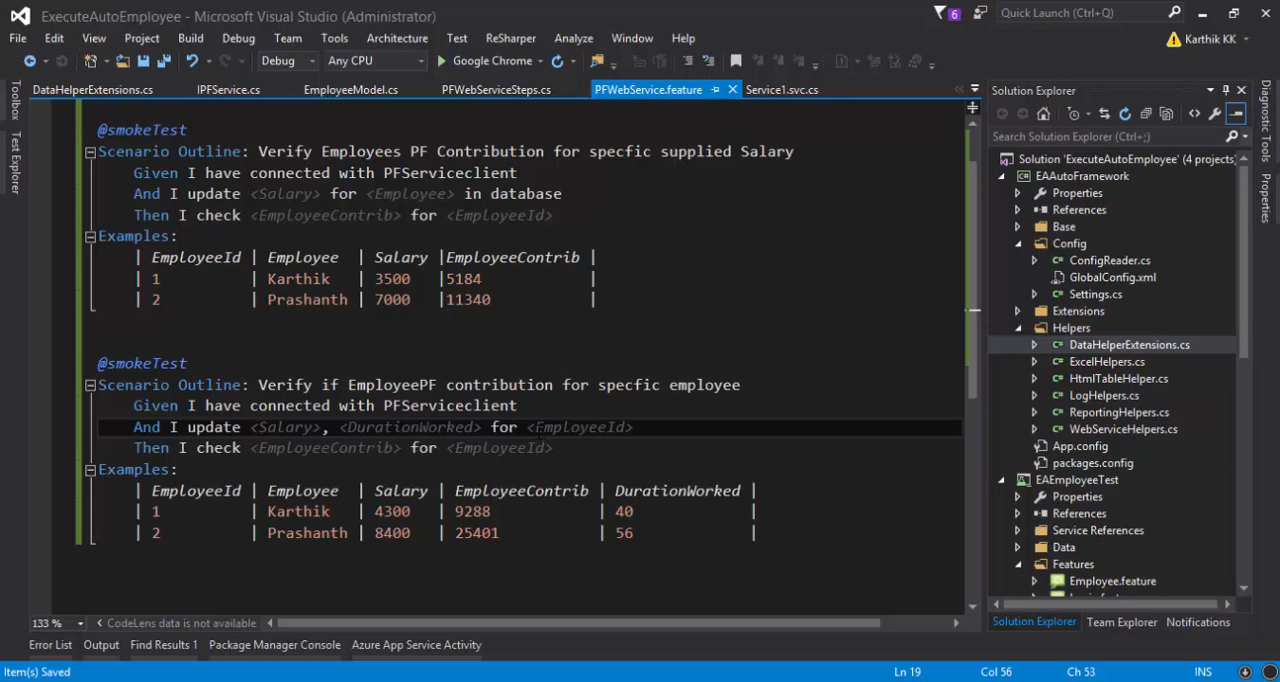 ExecuteAutoEmployee - Microsoft Visual Studio (Administrator)
6
Quick Launch (Ctrl+Q)
File Edit View Project Build Debug Team Tools Architecture Test ReSharper Analyze Window Help
Karthik KK
Debug Any CPU Google Chrome
Toolbox
Test Explorer
DataHelperExtensions.cs IPFService.cs EmployeeModel.cs PFWebServiceSteps.cs PFWebService.feature Service1.svc.cs
@smokeTest
Scenario Outline: Verify Employees PF Contribution for specfic supplied Salary
Given I have connected with PFServiceclient
And I update <Salary> for <Employee> in database
Then I check <EmployeeContrib> for <EmployeeId>
Examples:
| EmployeeId | Employee | Salary |EmployeeContrib |
| 1 | Karthik | 3500 |5184 |
| 2 | Prashanth | 7000 |11340 |
@smokeTest
Scenario Outline: Verify if EmployeePF contribution for specfic employee
Given I have connected with PFServiceclient
And I update <Salary>, <DurationWorked> for <EmployeeId>
Then I check <EmployeeContrib> for <EmployeeId>
Examples:
| EmployeeId | Employee | Salary | EmployeeContrib | DurationWorked |
| 1 | Karthik | 4300 | 9288 | 40 |
| 2 | Prashanth | 8400 | 25401 | 56 |
133 % CodeLens data is not available
Solution Explorer
Search Solution Explorer (Ctrl+;)
Solution 'ExecuteAutoEmployee' (4 projects)
EAAutoFramework
Properties
References
Base
Config
ConfigReader.cs
GlobalConfig.xml
Settings.cs
Extensions
Helpers
DataHelperExtensions.cs
ExcelHelpers.cs
HtmlTableHelper.cs
LogHelpers.cs
ReportingHelpers.cs
WebServiceHelpers.cs
App.config
packages.config
EAEmployeeTest
Properties
References
Service References
Data
Features
Employee.feature
Solution Explorer Team Explorer Notifications
Diagnostic Tools
Properties
Error List Output Find Results 1 Package Manager Console Azure App Service Activity
Item(s) Saved Ln 19 Col 56 Ch 53 INS